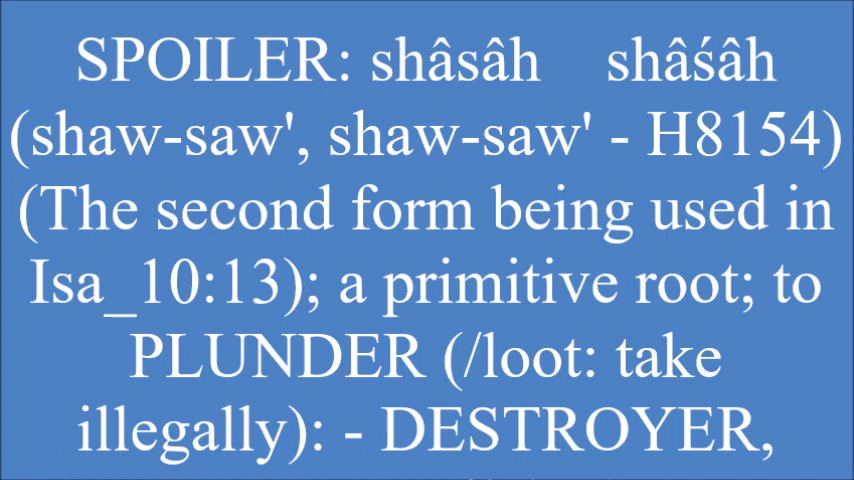 SPOILER: shâsâh    shâśâh
(shaw-saw', shaw-saw' - H8154)
(The second form being used in
Isa_10:13); a primitive root; to
PLUNDER (/loot: take
illegally): - DESTROYER,